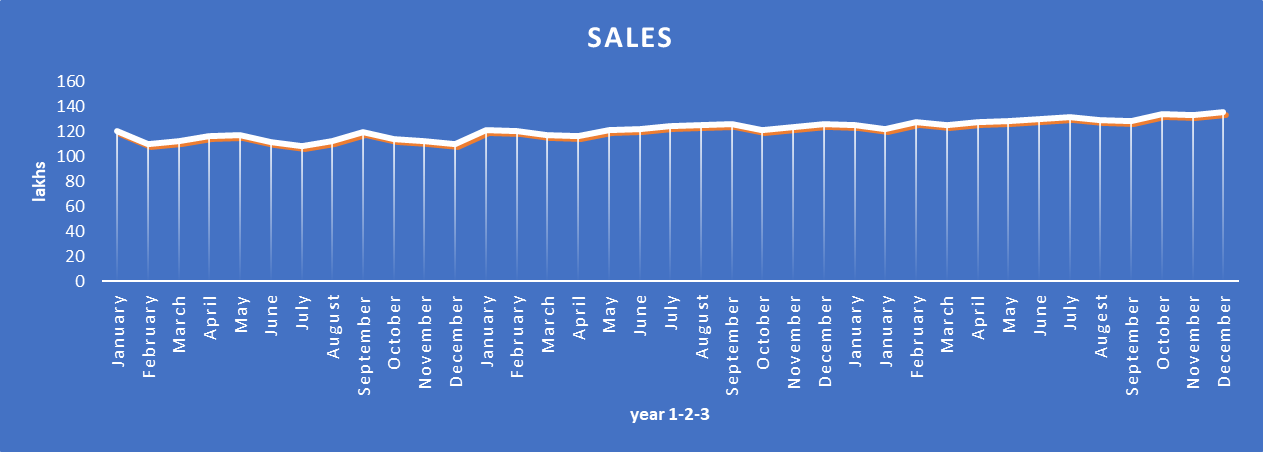 SALES
160
140
120
100
80
60
40
20
0
lakhs
January
February
March
April
May
June
July
August
September
October
November
December
January
February
March
April
May
June
July
August
September
October
November
December
January
January
February
March
April
May
June
July
Augest
September
October
November
December
year 1-2-3